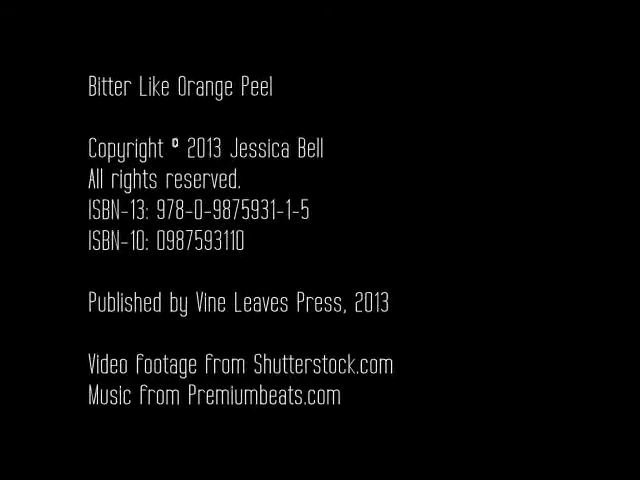 Bitter Like Orange Peel
Copyright © 2013 Jessica Bell
All rights reserved.
ISBN-13: 978-0-9875931-1-5
ISBN-10: 0987593110
Published by Vine Leaves Press, 2013
Video footage from Shutterstock.com
Music from Premiumbeats.com